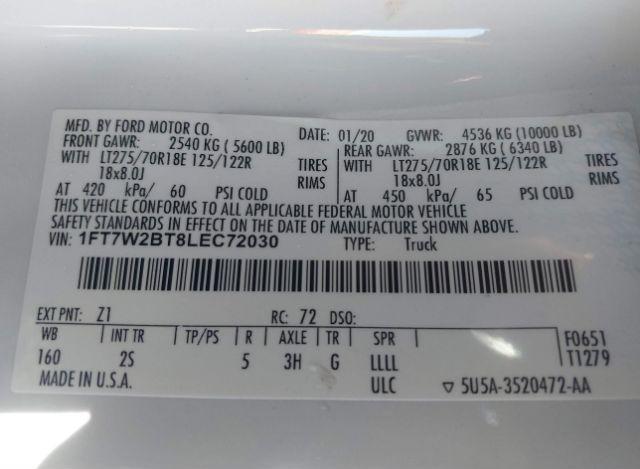 MFD. BY FORD MOTOR CO. DATE: 01/20 GVWR: 4536 KG (10000 LB)
FRONT GAWR: 2540 KG ( 5600 LB) REAR GAWR: 2876 KG ( 6340 LB)
WITH LT275/70R18E 125/122R TIRES WITH LT275/70R18E 125/122R TIRES
18x8.0J RIMS 18x8.0J RIMS
AT 420 kPa/ 60 PSI COLD AT 450 kPa/ 65 PSI COLD
THIS VEHICLE CONFORMS TO ALL APPLICABLE FEDERAL MOTOR VEHICLE
SAFETY STANDARDS IN EFFECT ON THE DATE OF MANUFACTURE SHOWN ABOVE.
VIN: 1FT7W2BT8LEC72030 TYPE: Truck
EXT PNT: Z1 RC: 72 DSO:
WB INT TR TP/PS R AXLE TR SPR F0651
160 2S 5 3H G LLLL T1279
MADE IN U.S.A. ULC ▽ 5U5A-3520472-AA